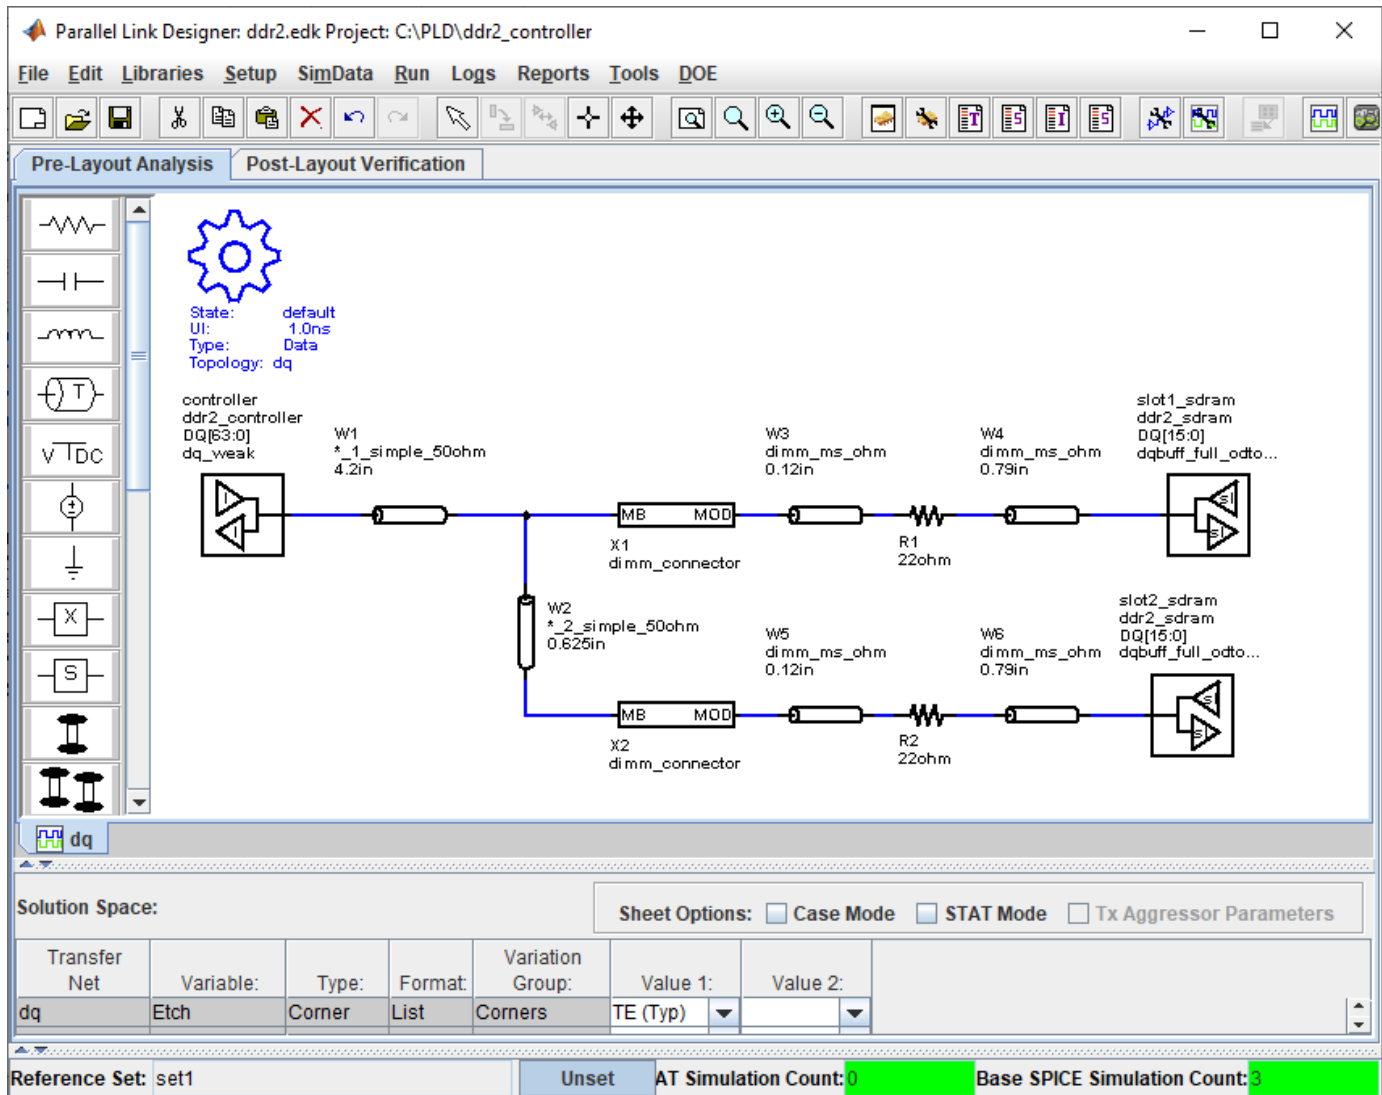 Parallel Link Designer: ddr2.edk Project: C:\PLD\ddr2_controller
File Edit Libraries Setup SimData Run Logs Reports Tools DOE
T S I S
Pre-Layout Analysis Post-Layout Verification
State: default
UI: 1.0ns
Type: Data
Topology: dq
T
V DC
X
S
controller
ddr2_controller
DQ[63:0]
dq_weak
W1
*_1_simple_50ohm
4.2in
W3
dimm_ms_ohm
0.12in
W4
dimm_ms_ohm
0.79in
slot1_sdram
ddr2_sdram
DQ[15:0]
dqbuff_full_odto...
I
I
MB MOD
sI
sI
X1
dimm_connector
R1
22ohm
W2
*_2_simple_50ohm
0.625in
W5
dimm_ms_ohm
0.12in
W6
dimm_ms_ohm
0.79in
slot2_sdram
ddr2_sdram
DQ[15:0]
dqbuff_full_odto...
MB MOD
sI
sI
X2
dimm_connector
R2
22ohm
dq
Solution Space:
Sheet Options: Case Mode STAT Mode Tx Aggressor Parameters
Transfer Net Variable: Type: Format: Variation Group: Value 1: Value 2:
dq Etch Corner List Corners TE (Typ)
Reference Set: set1 Unset AT Simulation Count: 0 Base SPICE Simulation Count: 3